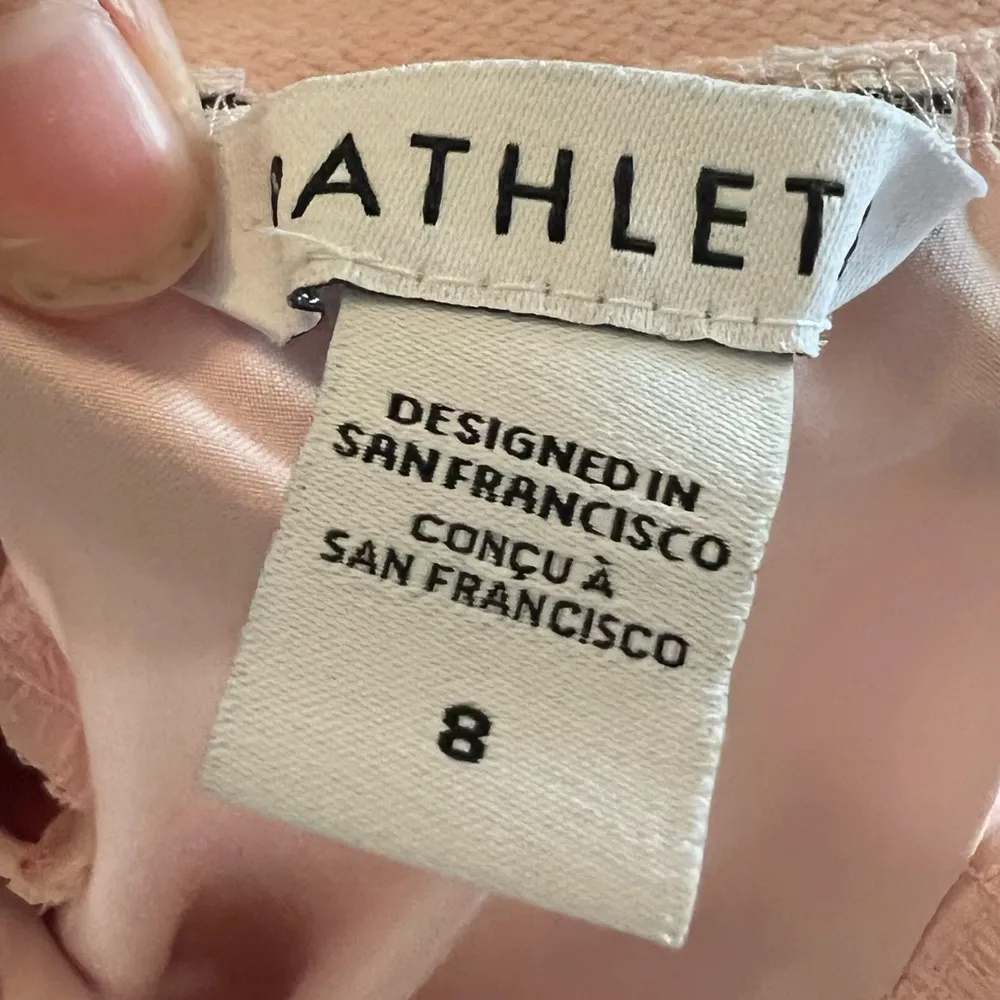 ATHLET
DESIGNED IN
SAN FRANCISCO
CONÇU À
SAN FRANCISCO
8